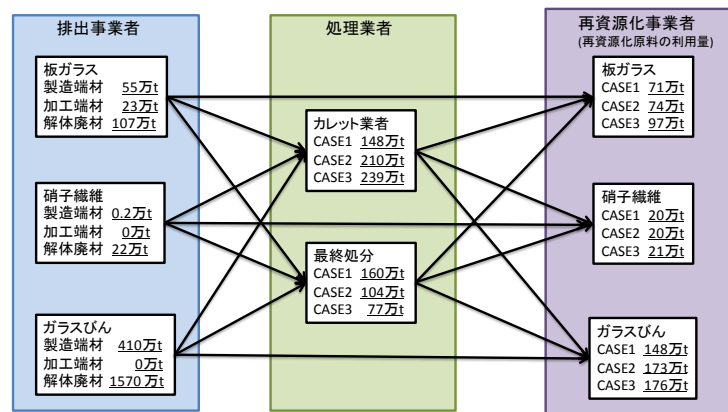 排出事業者
板ガラス
製造端材 55万t
加工端材 23万t
解体廃材 107万t
硝子繊維
製造端材 0.2万t
加工端材 0万t
解体廃材 22万t
ガラスびん
製造端材 410万t
加工端材 0万t
解体廃材 1570万t
処理業者
カレット業者
CASE1 148万t
CASE2 210万t
CASE3 239万t
最終処分
CASE1 160万t
CASE2 104万t
CASE3 77万t
再資源化事業者
(再資源化原料の利用量)
板ガラス
CASE1 71万t
CASE2 74万t
CASE3 97万t
硝子繊維
CASE1 20万t
CASE2 20万t
CASE3 21万t
ガラスびん
CASE1 148万t
CASE2 173万t
CASE3 176万t